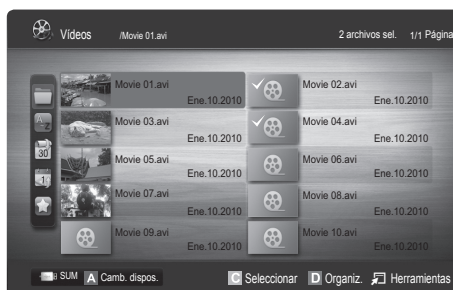 Vídeos /Movie 01.avi 2 archivos sel. 1/1 Página
Movie 01.avi Movie 02.avi
Ene.10.2010 Ene.10.2010
Movie 03.avi Movie 04.avi
Ene.10.2010 Ene.10.2010
Movie 05.avi Movie 06.avi
Ene.10.2010 Ene.10.2010
Movie 07.avi Movie 08.avi
Ene.10.2010 Ene.10.2010
Movie 09.avi Movie 10.avi
Ene.10.2010 Ene.10.2010
SUM A Camb. dispos. C Seleccionar D Organiz. Herramientas